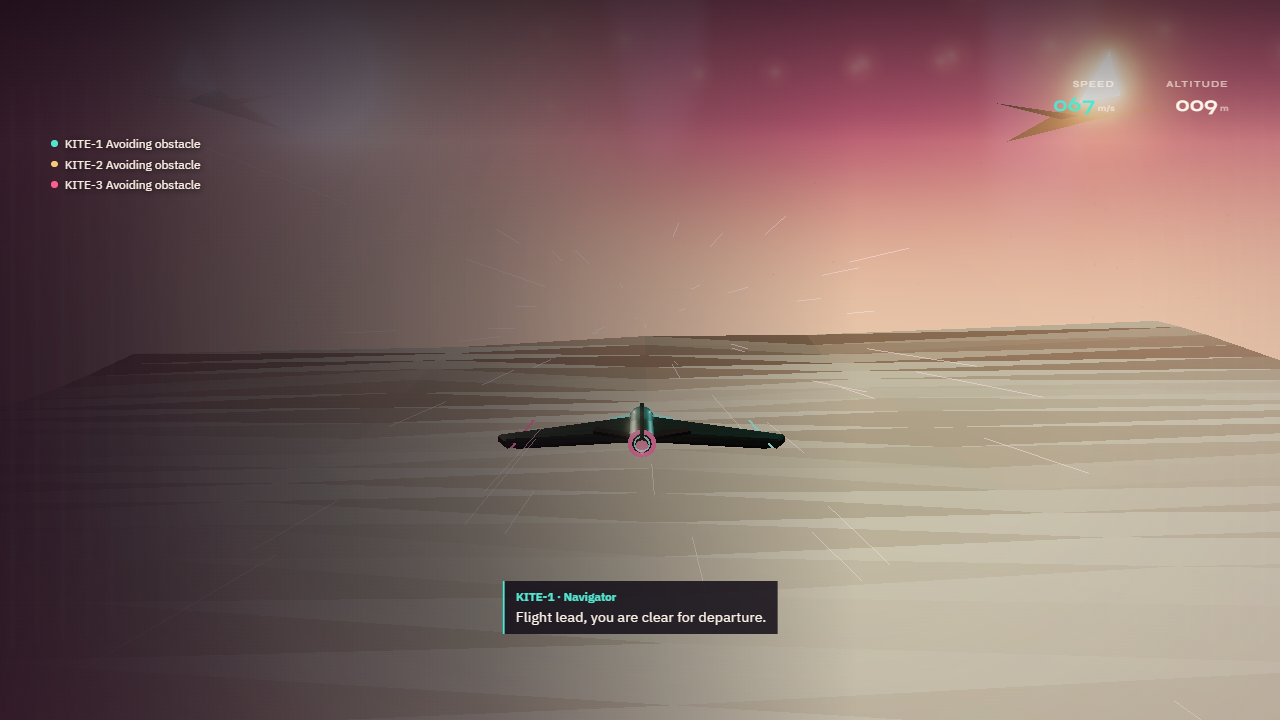 SPEED ALTITUDE
067 m/s 009 m
KITE-1 Avoiding obstacle
KITE-2 Avoiding obstacle
KITE-3 Avoiding obstacle
KITE-1 · Navigator
Flight lead, you are clear for departure.